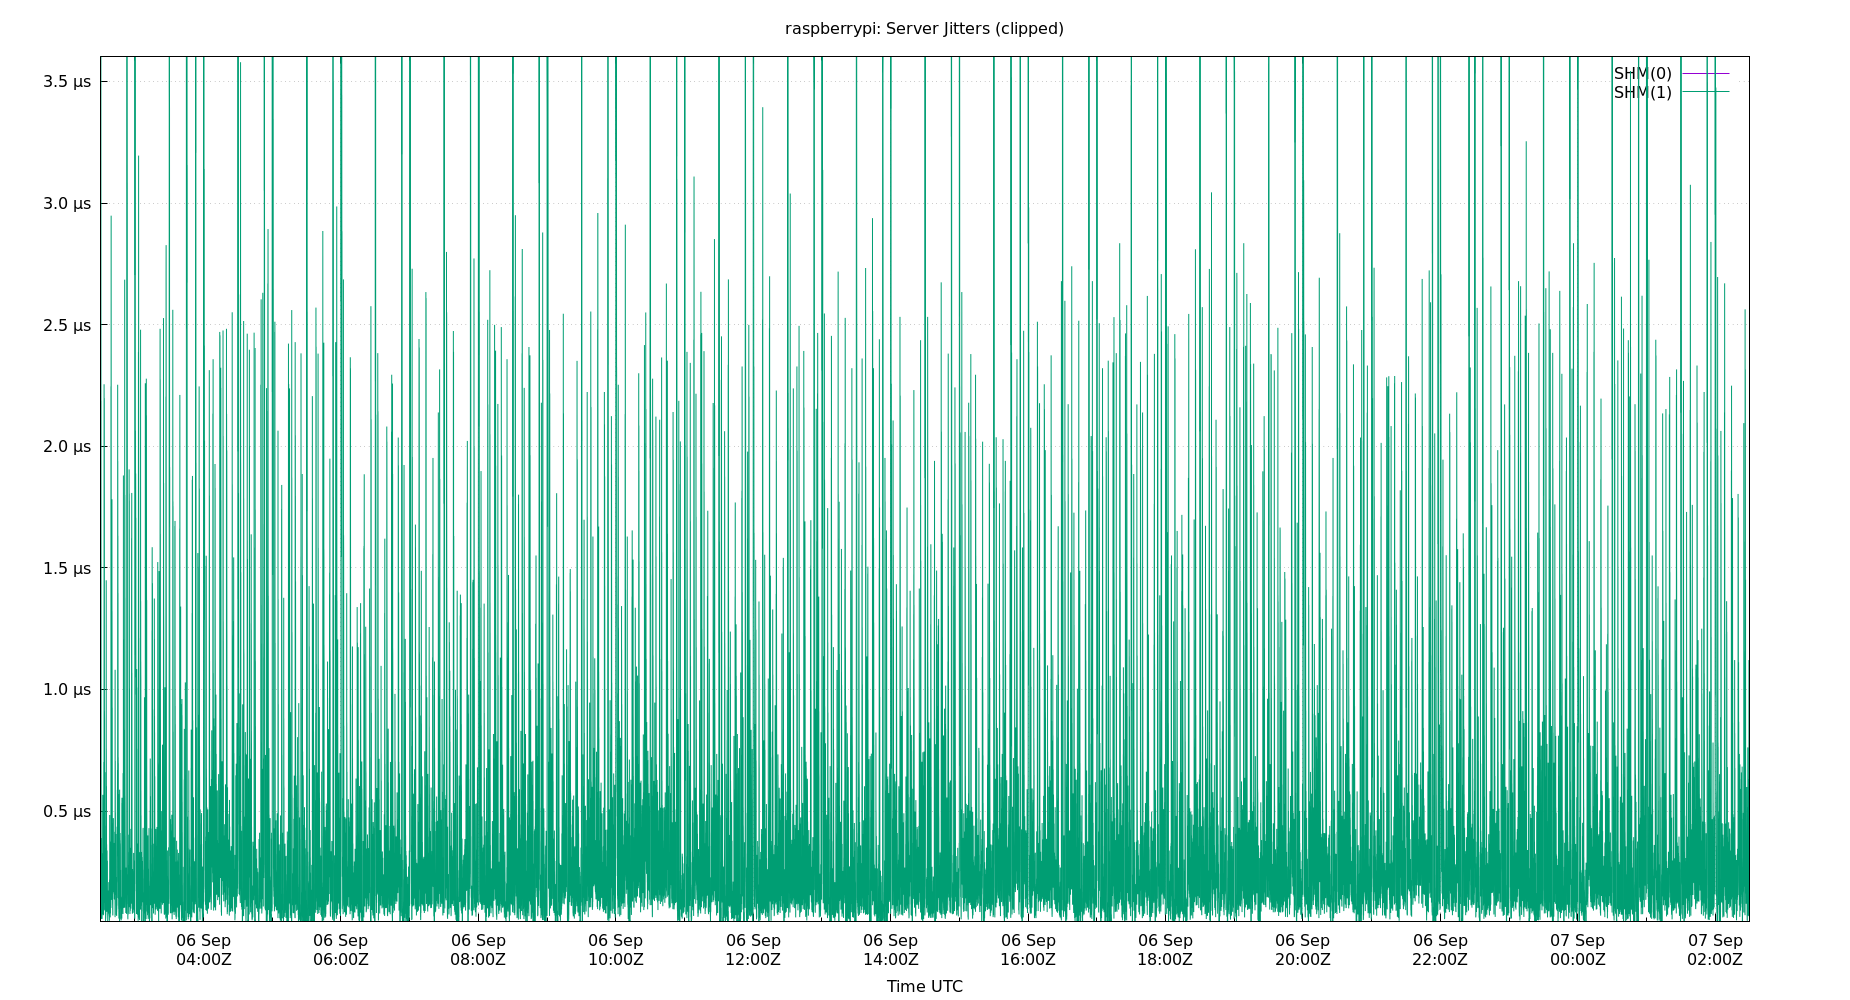 raspberrypi: Server Jitters (clipped)
SHM(0)
SHM(1)
3.5 μs
3.0 μs
2.5 μs
2.0 μs
1.5 μs
1.0 μs
0.5 μs
06 Sep 06 Sep 06 Sep 06 Sep 06 Sep 06 Sep 06 Sep 06 Sep 06 Sep 06 Sep 07 Sep 07 Sep
04:00Z 06:00Z 08:00Z 10:00Z 12:00Z 14:00Z 16:00Z 18:00Z 20:00Z 22:00Z 00:00Z 02:00Z
Time UTC